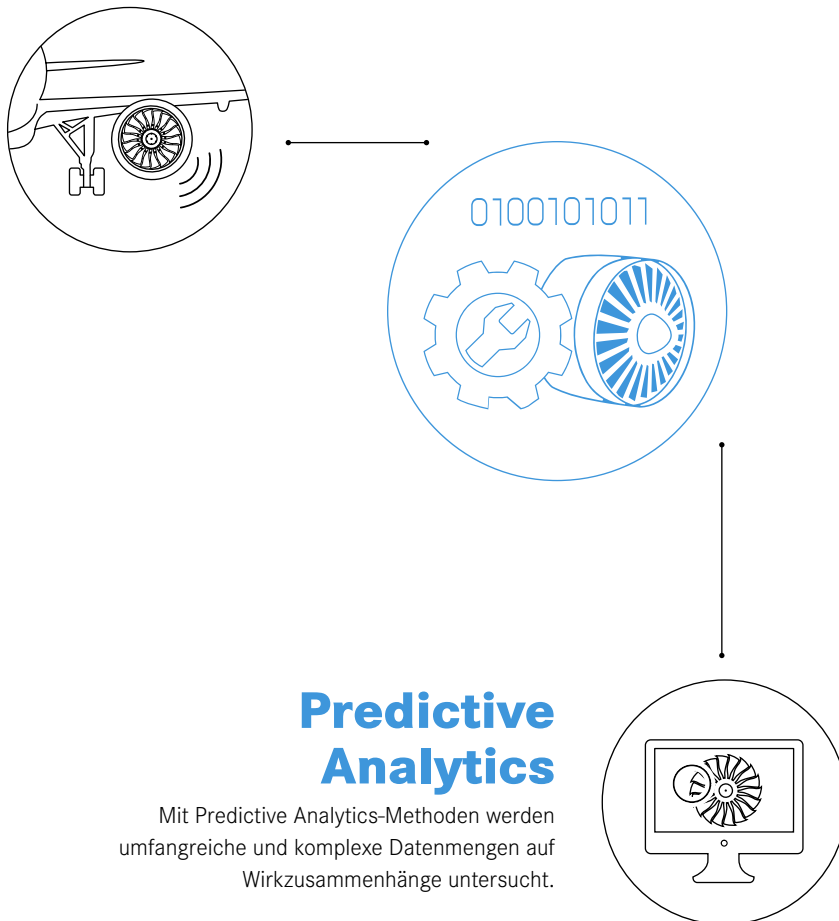 0100101011
Predictive
Analytics
Mit Predictive Analytics-Methoden werden
umfangreiche und komplexe Datenmengen auf
Wirkzusammenhänge untersucht.